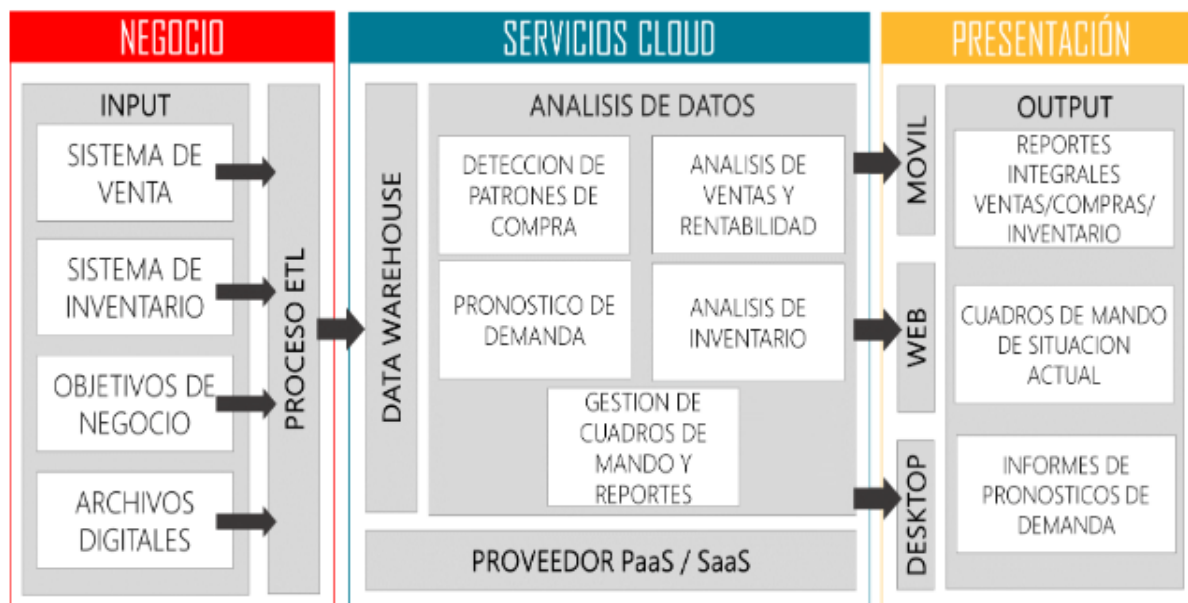 NEGOCIO
INPUT
SISTEMA DE
VENTA
SISTEMA DE
INVENTARIO
OBJETIVOS DE
NEGOCIO
ARCHIVOS
DIGITALES
PROCESO ETL
SERVICIOS CLOUD
DATA WAREHOUSE
ANALISIS DE DATOS
DETECCION DE
PATRONES DE
COMPRA
ANALISIS DE
VENTAS Y
RENTABILIDAD
PRONOSTICO DE
DEMANDA
ANALISIS DE
INVENTARIO
GESTION DE
CUADROS DE
MANDO Y
REPORTES
PROVEEDOR PaaS / SaaS
PRESENTACIÓN
MOVIL
WEB
DESKTOP
OUTPUT
REPORTES
INTEGRALES
VENTAS/COMPRAS/
INVENTARIO
CUADROS DE MANDO
DE SITUACION
ACTUAL
INFORMES DE
PRONOSTICOS DE
DEMANDA